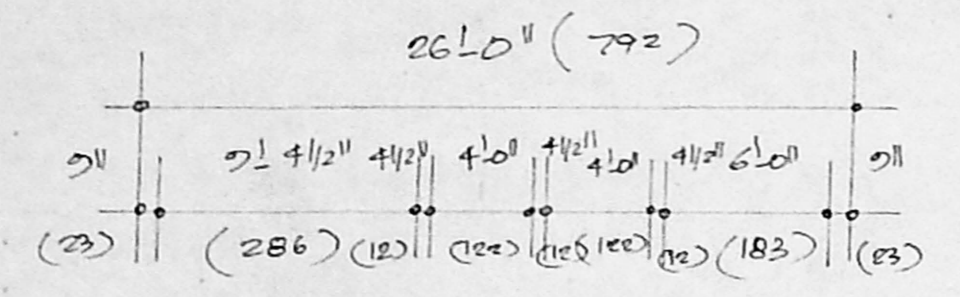 26'-0" (792)
9" 9'-4 1/2" 4 1/2" 4'-0" 4 1/2" 4'-0" 4 1/2" 6'-0" 9"
(23) (286) (12) (122) (12) (122) (12) (183) (23)